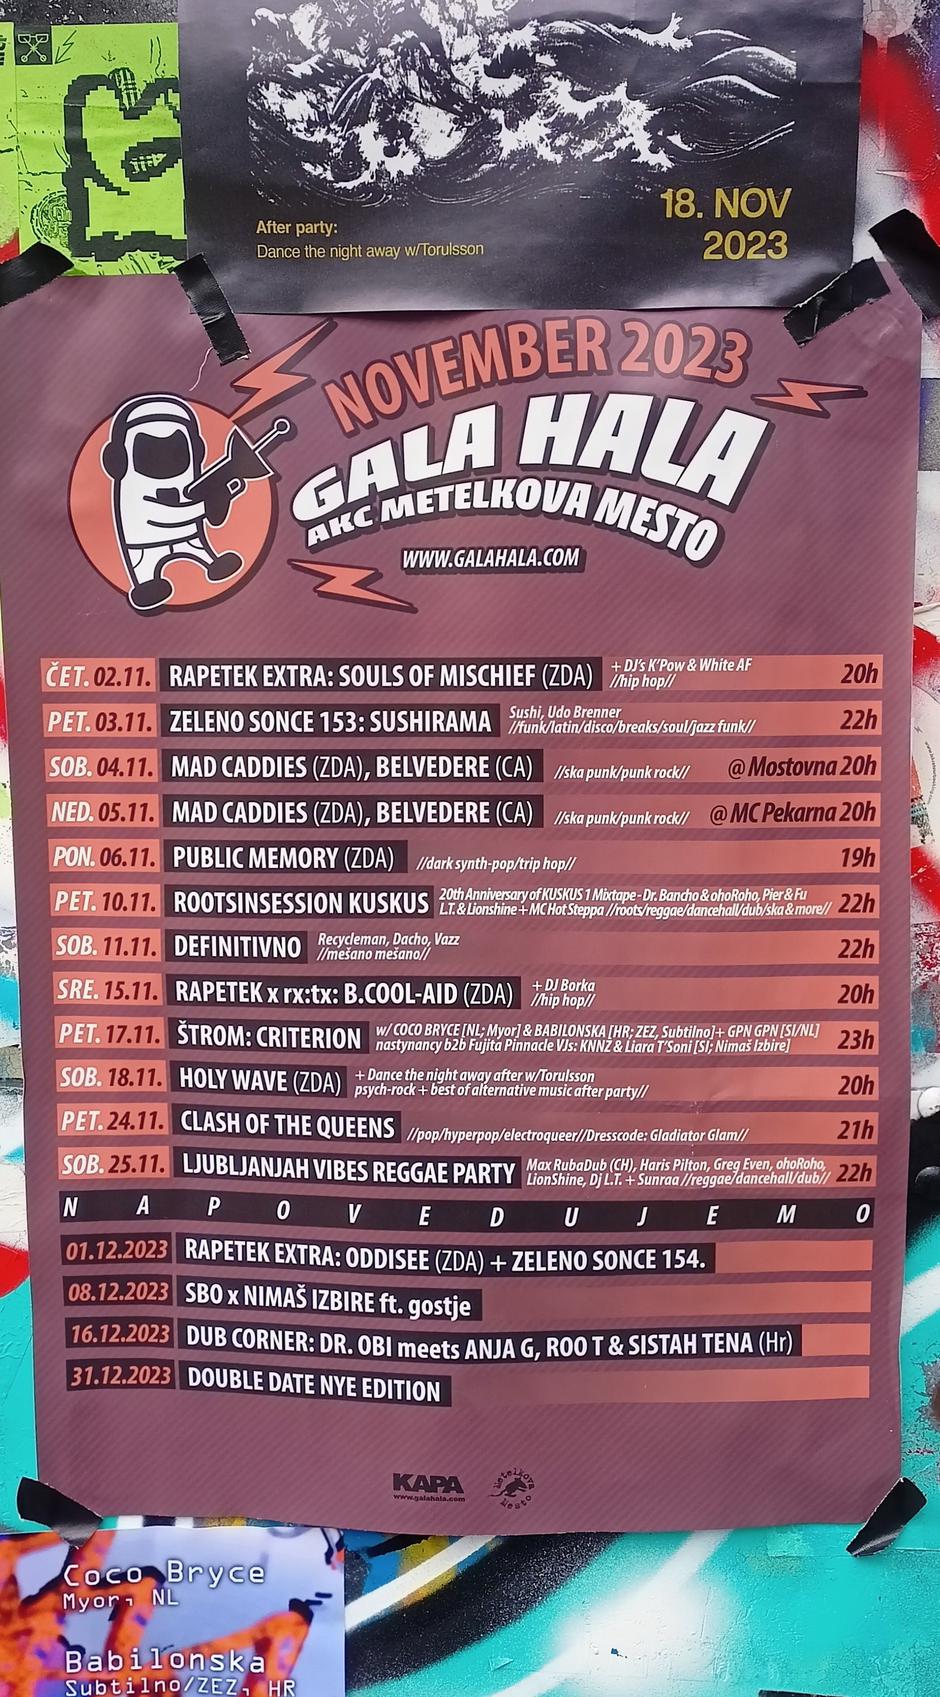 After party:
Dance the night away w/Torulsson
18. NOV
2023
NOVEMBER 2023
GALA HALA
AKC METELKOVA MESTO
WWW.GALAHALA.COM
ČET. 02.11. RAPETEK EXTRA: SOULS OF MISCHIEF (ZDA) + DJ's K'Pow & White AF 20h
//hip hop//
PET. 03.11. ZELENO SONCE 153: SUSHIRAMA Sushi, Udo Brenner 22h
//funk/latin/disco/breaks/soul/jazz funk//
SOB. 04.11. MAD CADDIES (ZDA), BELVEDERE (CA) //ska punk/punk rock// @ Mostovna 20h
NED. 05.11. MAD CADDIES (ZDA), BELVEDERE (CA) //ska punk/punk rock// @ MC Pekarna 20h
PON. 06.11. PUBLIC MEMORY (ZDA) //dark synth-pop/trip hop// 19h
PET. 10.11. ROOTSINSESSION KUSKUS 20th Anniversary of KUSKUS 1 Mixtape - Dr. Bancho & ohoRoho, Pier & Fu 22h
L.T. & Lionshine + MC Hot Steppa //roots/reggae/dancehall/dub/ska & more//
SOB. 11.11. DEFINITIVNO Recycleman, Dacho, Vazz 22h
//mešano mešano//
SRE. 15.11. RAPETEK x rx:tx: B.COOL-AID (ZDA) + DJ Borka 20h
//hip hop//
PET. 17.11. ŠTROM: CRITERION w/ COCO BRYCE [NL; Myor] & BABILONSKA [HR; ZEZ, Subtilno]+ GPN GPN [SI/NL] 23h
nastynancy b2b Fujita Pinnacle VJs: KNNZ & Liara T'Soni [SI; Nimaš Izbire]
SOB. 18.11. HOLY WAVE (ZDA) + Dance the night away after w/Torulsson 20h
psych-rock + best of alternative music after party//
PET. 24.11. CLASH OF THE QUEENS //pop/hyperpop/electroqueer//Dresscode: Gladiator Glam// 21h
SOB. 25.11. LJUBLJANJAH VIBES REGGAE PARTY Max RubaDub (CH), Haris Pilton, Greg Even, ohoRoho, 22h
LionShine, Dj L.T. + Sunraa //reggae/dancehall/dub//
N A P O V E D U J E M O
01.12.2023 RAPETEK EXTRA: ODDISEE (ZDA) + ZELENO SONCE 154.
08.12.2023 SBO x NIMAŠ IZBIRE ft. gostje
16.12.2023 DUB CORNER: DR. OBI meets ANJA G, ROO T & SISTAH TENA (Hr)
31.12.2023 DOUBLE DATE NYE EDITION
KAPA
www.galahala.com
Metelkova
Mesto
Coco Bryce
Myor, NL
Babilonska
Subtilno/ZEZ, HR